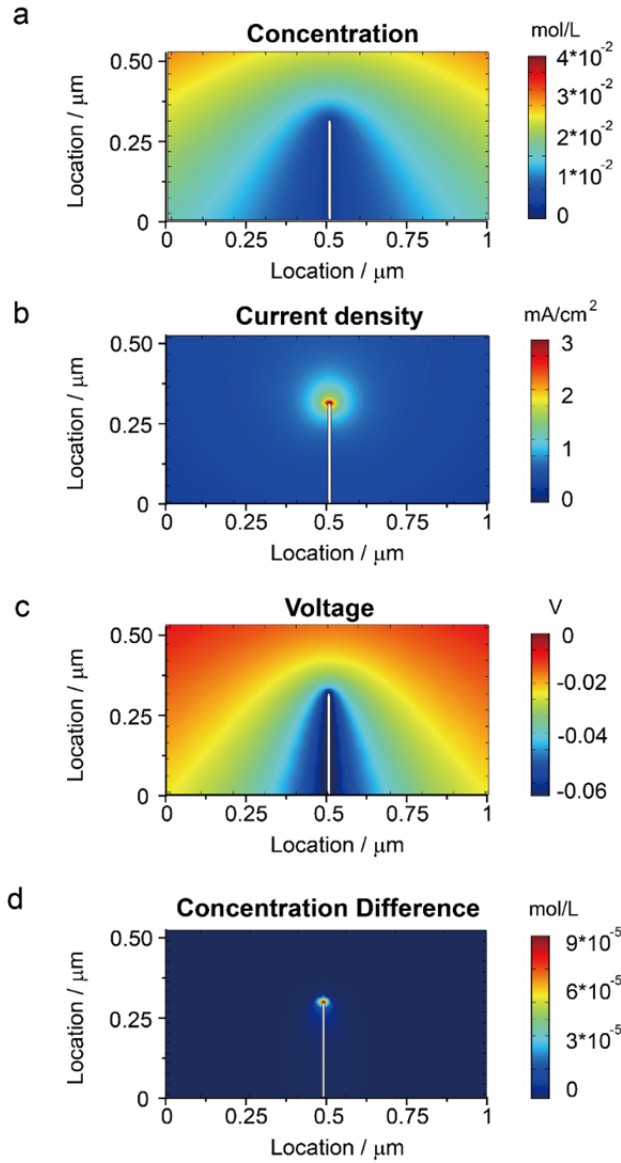 a
Concentration
mol/L
Location / μm
0.50
0.25
0
0
0.25
0.5
0.75
1
Location / μm
4*10⁻²
3*10⁻²
2*10⁻²
1*10⁻²
0
b
Current density
mA/cm²
Location / μm
0.50
0.25
0
0
0.25
0.5
0.75
1
Location / μm
3
2
1
0
c
Voltage
V
Location / μm
0.50
0.25
0
0
0.25
0.5
0.75
1
Location / μm
0
-0.02
-0.04
-0.06
d
Concentration Difference
mol/L
Location / μm
0.50
0.25
0
0
0.25
0.5
0.75
1
Location / μm
9*10⁻⁵
6*10⁻⁵
3*10⁻⁵
0